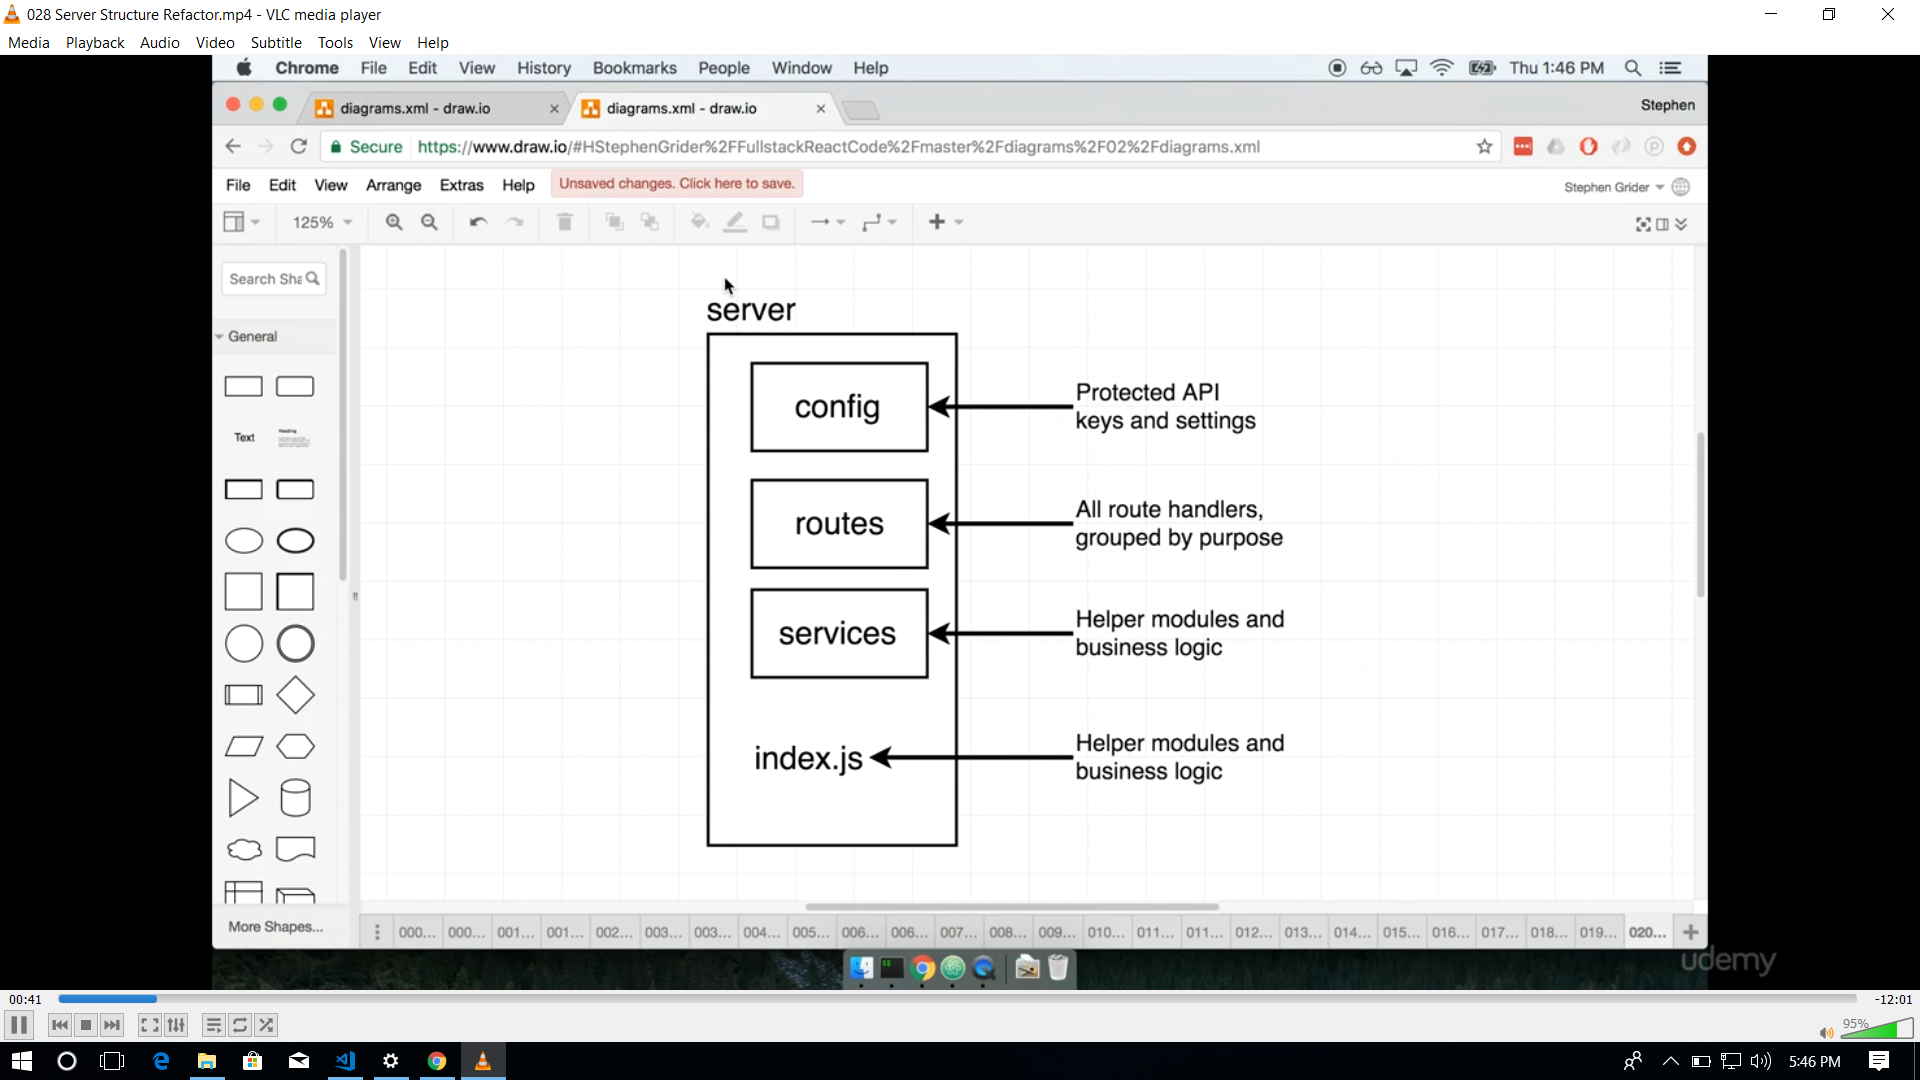 028 Server Structure Refactor.mp4 - VLC media player
Media Playback Audio Video Subtitle Tools View Help
Chrome File Edit View History Bookmarks People Window Help Thu 1:46 PM
diagrams.xml - draw.io diagrams.xml - draw.io Stephen
Secure https://www.draw.io/#HStephenGrider%2FFullstackReactCode%2Fmaster%2Fdiagrams%2F02%2Fdiagrams.xml
File Edit View Arrange Extras Help Unsaved changes. Click here to save. Stephen Grider
125%
Search Sha
General
Text
Heading
server
config
Protected API
keys and settings
routes
All route handlers,
grouped by purpose
services
Helper modules and
business logic
index.js
Helper modules and
business logic
More Shapes...
000... 000... 001... 001... 002... 003... 003... 004... 005... 006... 006... 007... 008... 009... 010... 011... 011... 012... 013... 014... 015... 016... 017... 018... 019... 020...
udemy
00:41 -12:01
95%
5:46 PM